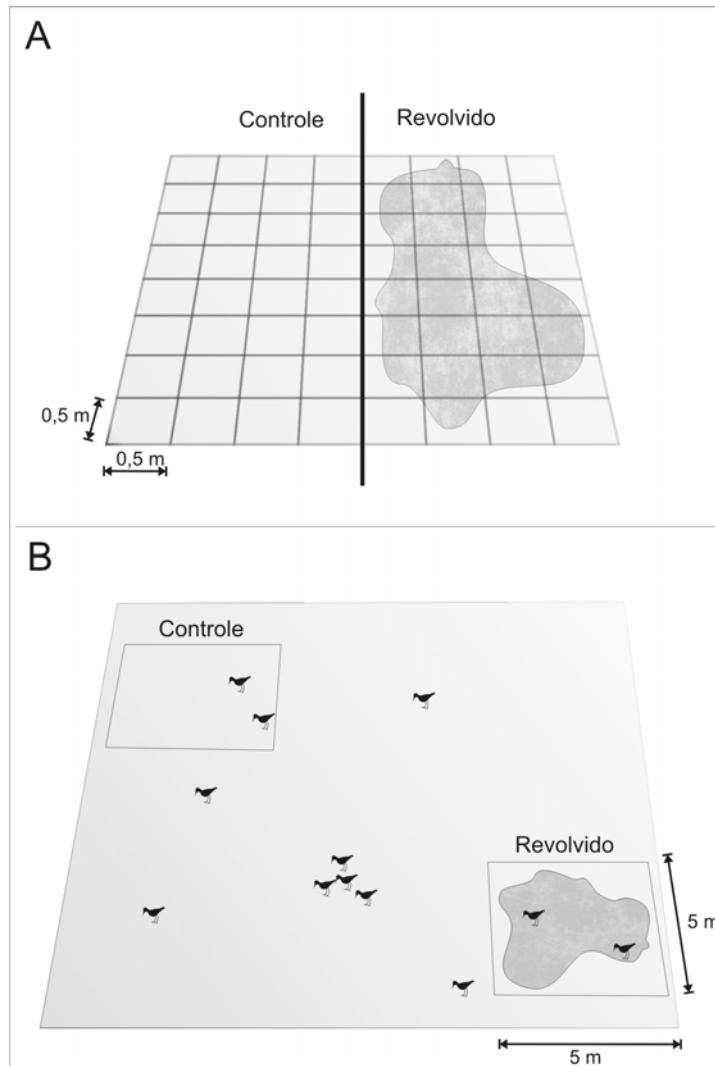 A
Controle Revolvido
0,5 m
0,5 m
B
Controle
Revolvido
5 m
5 m